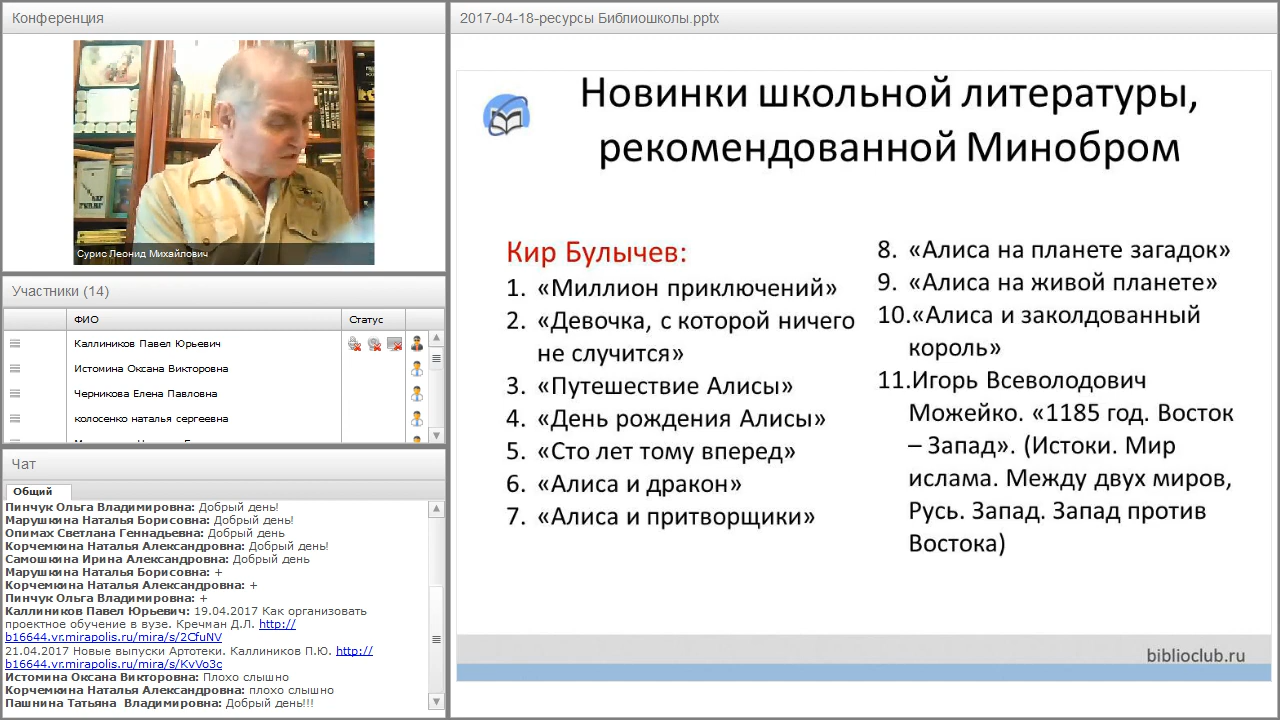 Конференция
Сурис Леонид Михайлович
Участники (14)
ФИО
Статус
Каллиников Павел Юрьевич
Истомина Оксана Викторовна
Черникова Елена Павловна
колосенко наталья сергеевна
Чат
Общий
Пинчук Ольга Владимировна: Добрый день!
Марушкина Наталья Борисовна: Добрый день!
Опимах Светлана Геннадьевна: Добрый день
Корчемкина Наталья Александровна: Добрый день!
Самошкина Ирина Александровна: Добрый день
Марушкина Наталья Борисовна: +
Корчемкина Наталья Александровна: +
Пинчук Ольга Владимировна: +
Каллиников Павел Юрьевич: 19.04.2017 Как организовать
проектное обучение в вузе. Кречман Д.Л. http://
b16644.vr.mirapolis.ru/mira/s/2CfuNV
21.04.2017 Новые выпуски Артотеки. Каллиников П.Ю. http://
b16644.vr.mirapolis.ru/mira/s/KvVo3c
Истомина Оксана Викторовна: Плохо слышно
Корчемкина Наталья Александровна: плохо слышно
Пашнина Татьяна Владимировна: Добрый день!!!
2017-04-18-ресурсы Библиошколы.pptx
Новинки школьной литературы,
рекомендованной Минобром
Кир Булычев:
1. «Миллион приключений»
2. «Девочка, с которой ничего
не случится»
3. «Путешествие Алисы»
4. «День рождения Алисы»
5. «Сто лет тому вперед»
6. «Алиса и дракон»
7. «Алиса и притворщики»
8. «Алиса на планете загадок»
9. «Алиса на живой планете»
10.«Алиса и заколдованный
король»
11.Игорь Всеволодович
Можейко. «1185 год. Восток
– Запад». (Истоки. Мир
ислама. Между двух миров,
Русь. Запад. Запад против
Востока)
biblioclub.ru